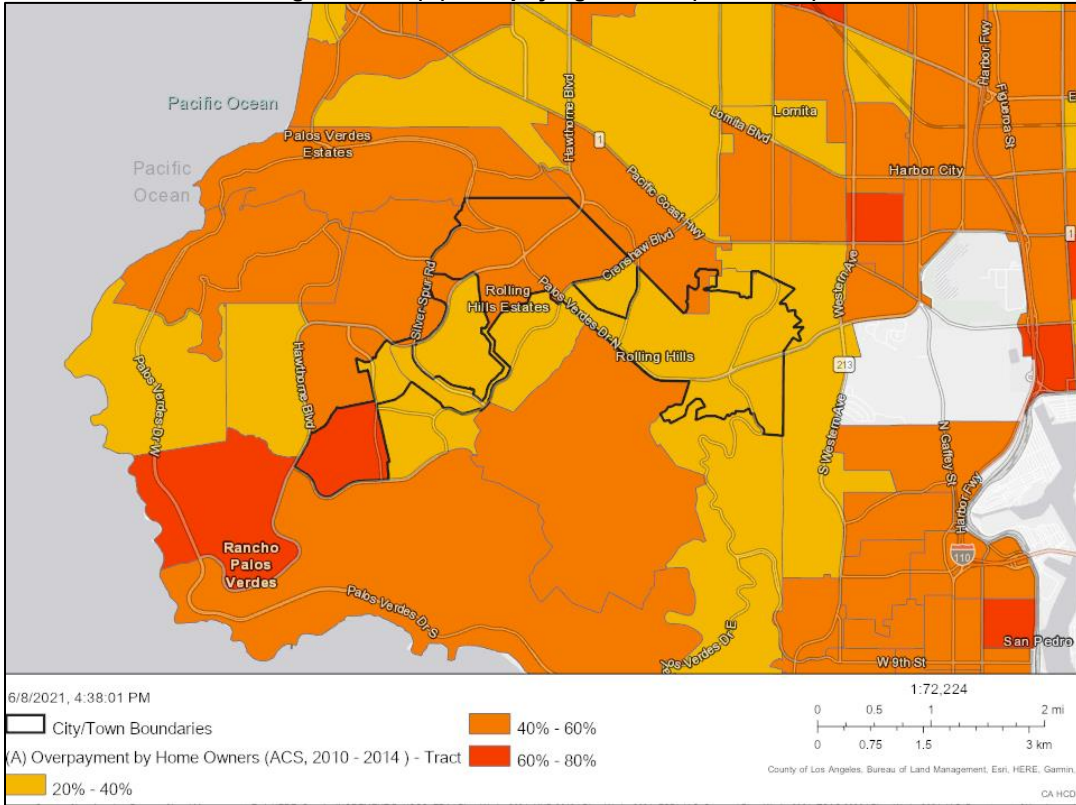 Pacific Ocean
Pacific
Ocean
Palos Verdes
Estates
Hawthorne Blvd
1
Lomita Blvd
Lomita
Harbor Fwy
Figueroa St
Harbor City
Pacific Coast Hwy
1
Silver Spur Rd
Rolling
Hills Estates
Crenshaw Blvd
Palos Verdes Dr N
Rolling Hills
Western Ave
213
Palos Verdes Dr W
Hawthorne Blvd
S Western Ave
N Gaffey St
Harbor Fwy
110
Rancho
Palos
Verdes
Palos Verdes Dr S
os Verdes Dr E
San Pedro
W 9th St
6/8/2021, 4:38:01 PM
City/Town Boundaries
(A) Overpayment by Home Owners (ACS, 2010 - 2014 ) - Tract
20% - 40%
40% - 60%
60% - 80%
1:72,224
0 0.5 1 2 mi
0 0.75 1.5 3 km
County of Los Angeles, Bureau of Land Management, Esri, HERE, Garmin,
CA HCD